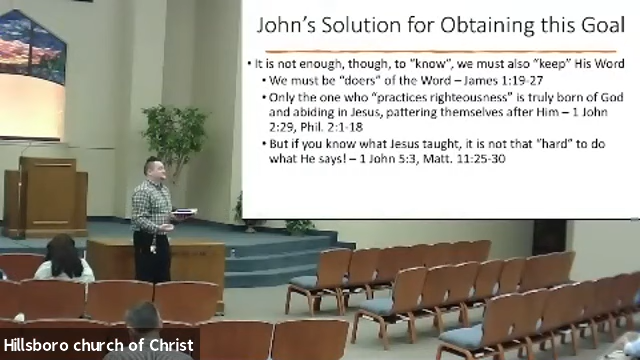 John's Solution for Obtaining this Goal
• It is not enough, though, to "know", we must also "keep" His Word
• We must be "doers" of the Word – James 1:19-27
• Only the one who "practices righteousness" is truly born of God
and abiding in Jesus, pattering themselves after Him – 1 John
2:29, Phil. 2:1-18
• But if you know what Jesus taught, it is not that "hard" to do
what He says! – 1 John 5:3, Matt. 11:25-30
Hillsboro church of Christ